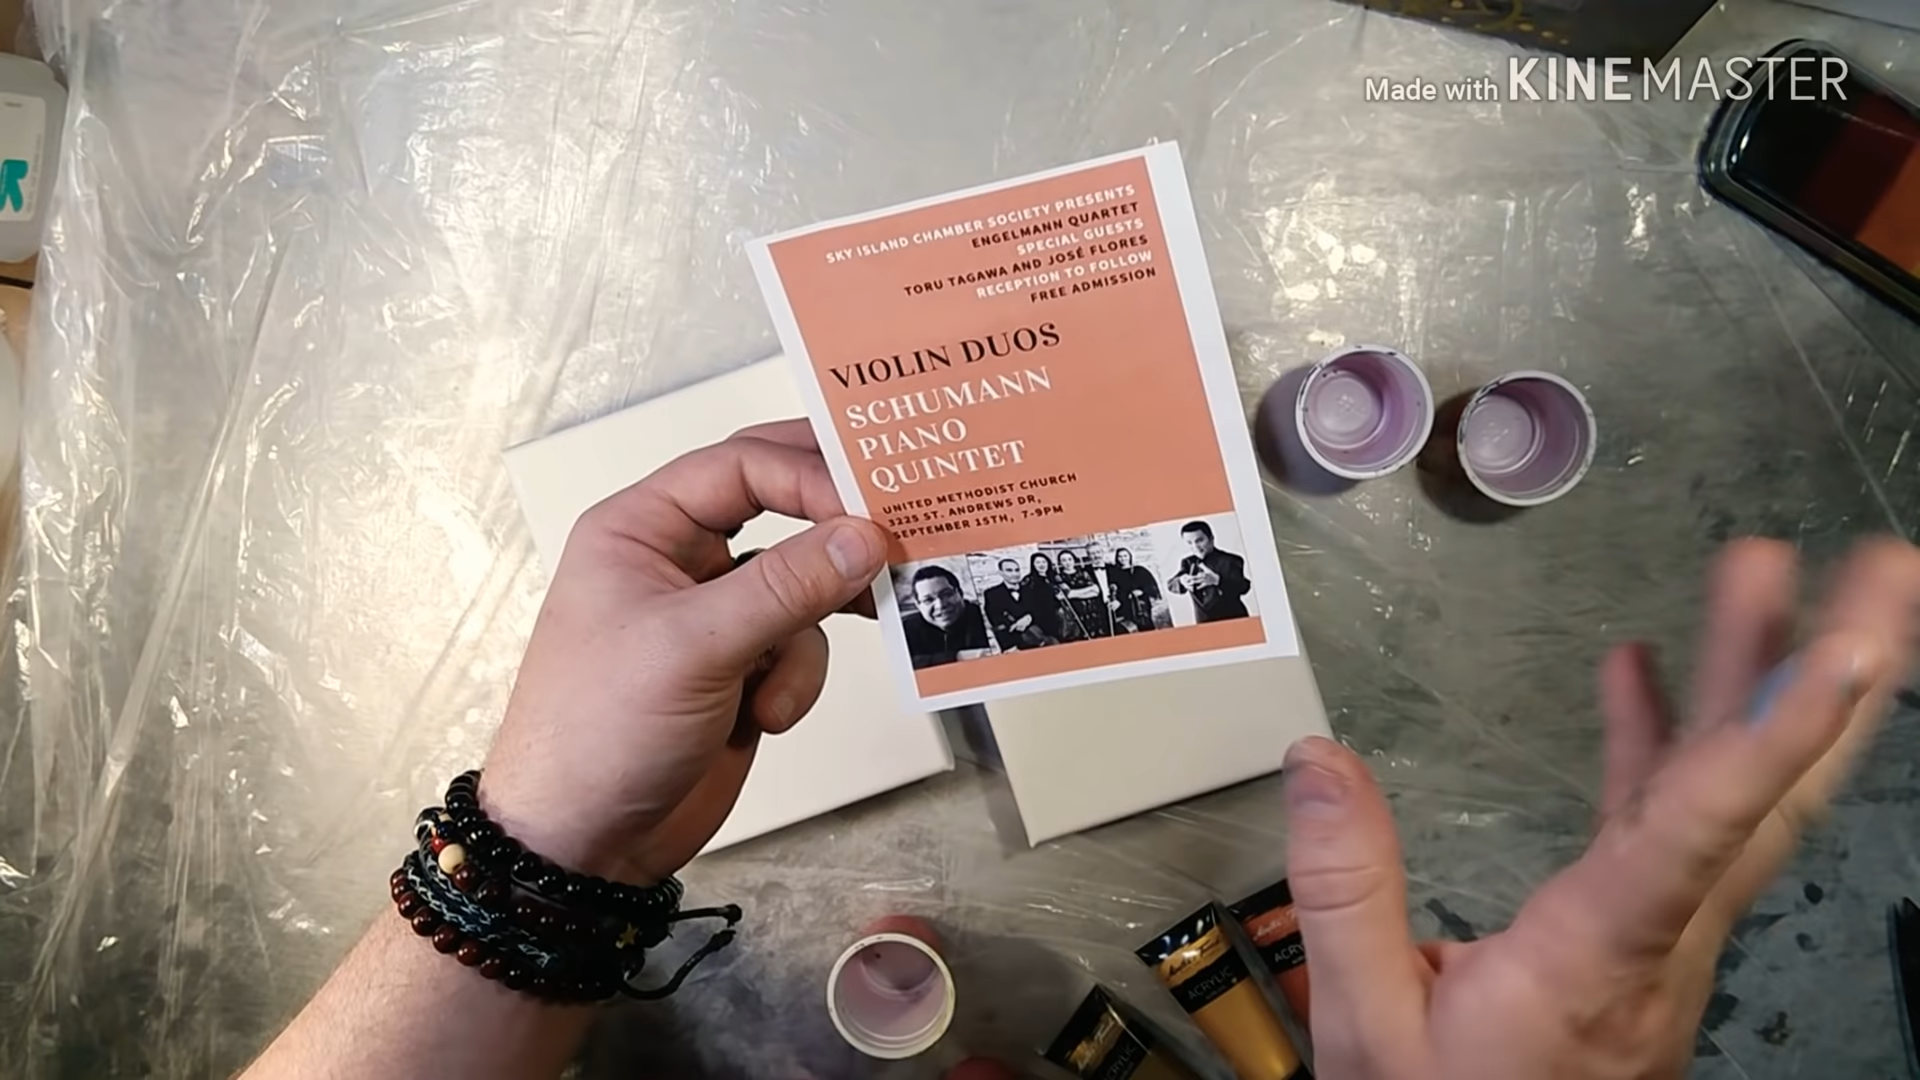 Made with KINEMASTER
SKY ISLAND CHAMBER SOCIETY PRESENTS
ENGELMANN QUARTET
SPECIAL GUESTS
TORU TAGAWA AND JOSÉ FLORES
RECEPTION TO FOLLOW
FREE ADMISSION
VIOLIN DUOS
SCHUMANN
PIANO
QUINTET
UNITED METHODIST CHURCH
3225 ST. ANDREWS DR,
SEPTEMBER 15TH, 7-9PM
R
ACRYLIC